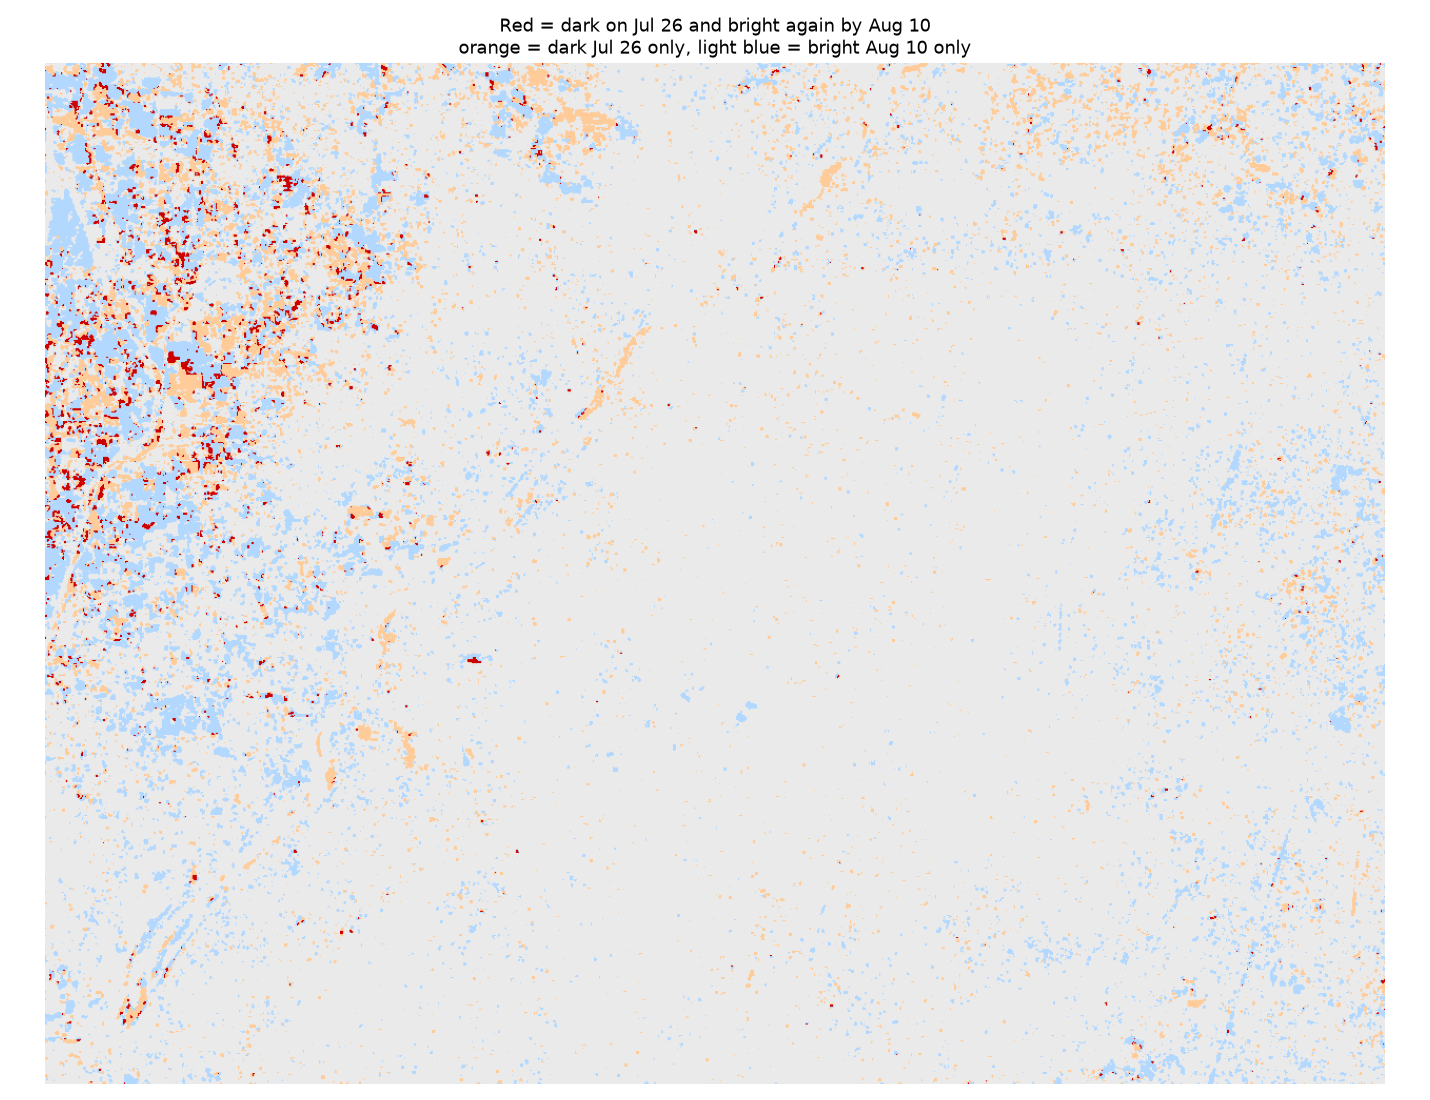 Red = dark on Jul 26 and bright again by Aug 10
orange = dark Jul 26 only, light blue = bright Aug 10 only